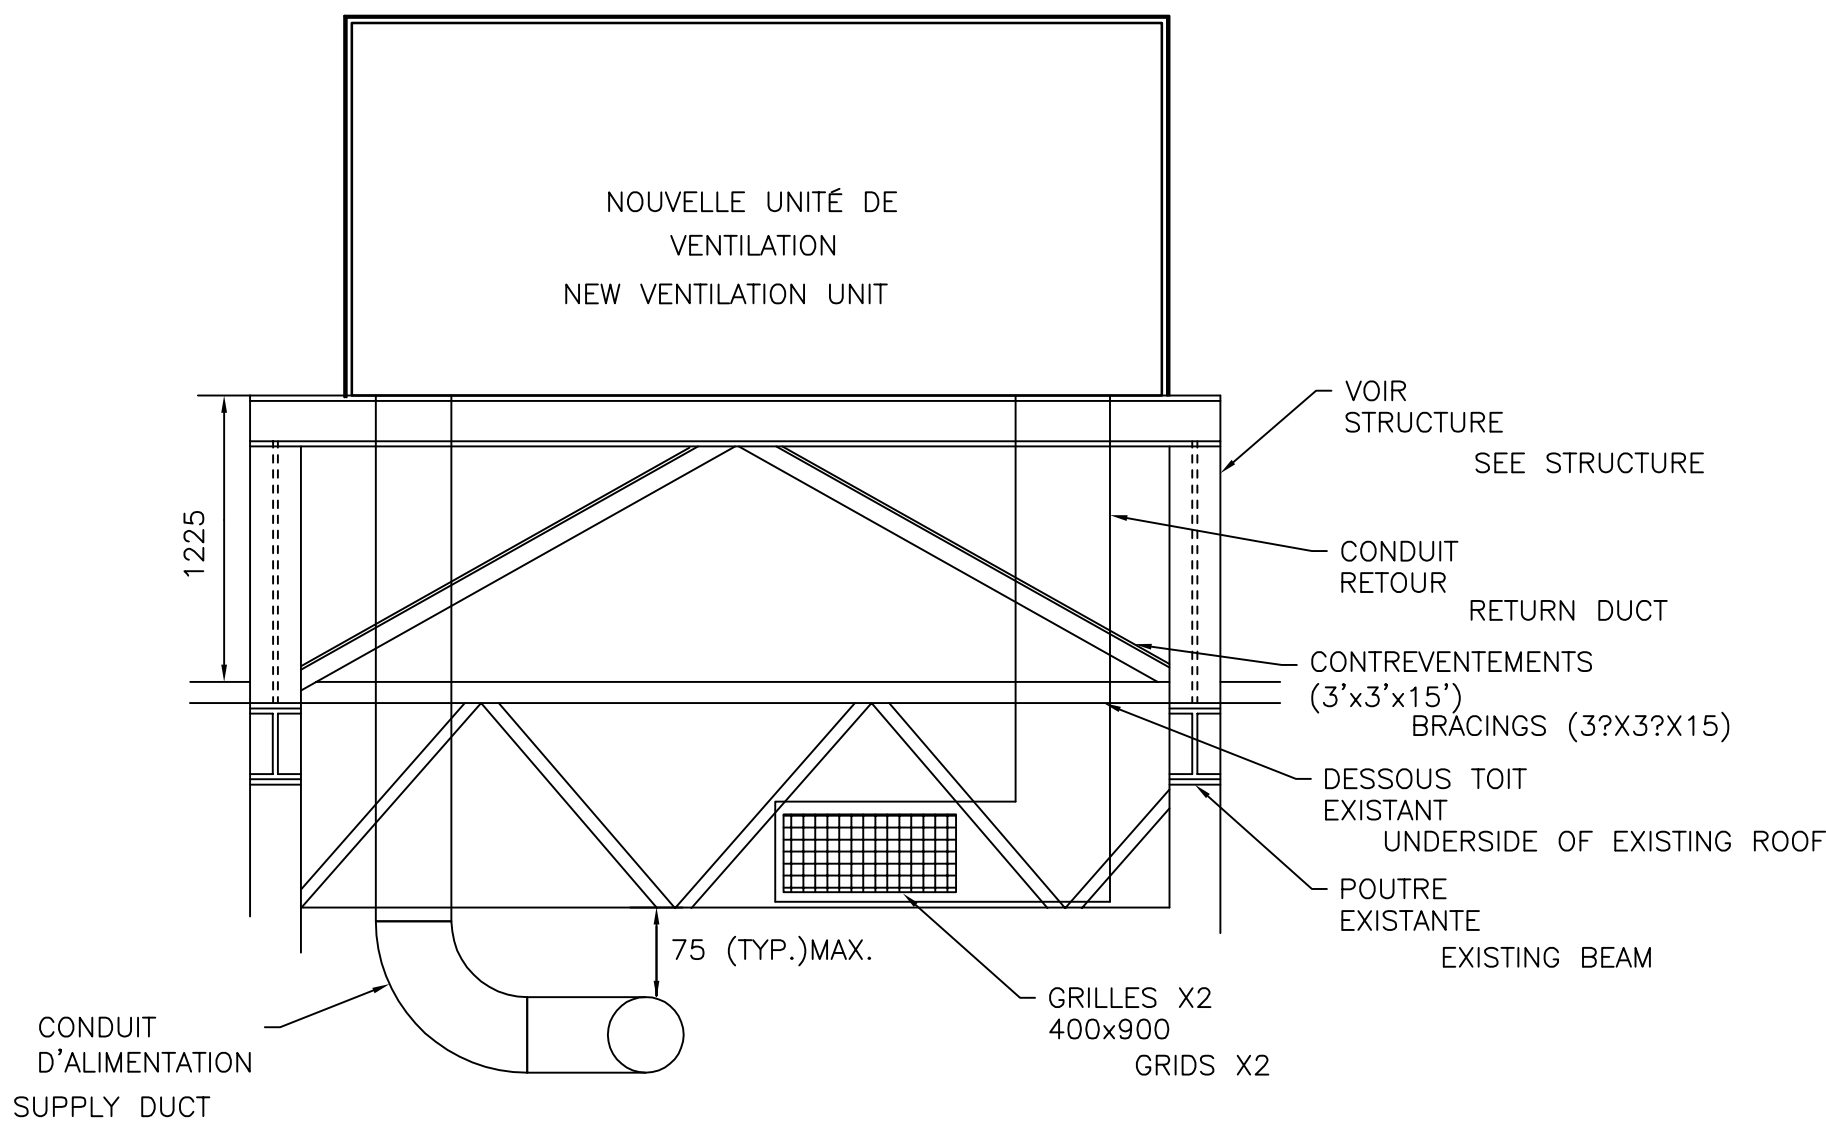 NOUVELLE UNITÉ DE
VENTILATION
NEW VENTILATION UNIT
VOIR
STRUCTURE
SEE STRUCTURE
1225
CONDUIT
RETOUR
RETURN DUCT
CONTREVENTEMENTS
(3'x3'x15')
BRACINGS (3?X3?X15)
DESSOUS TOIT
EXISTANT
UNDERSIDE OF EXISTING ROOF
POUTRE
EXISTANTE
EXISTING BEAM
75 (TYP.)MAX.
GRILLES X2
400x900
GRIDS X2
CONDUIT
D'ALIMENTATION
SUPPLY DUCT